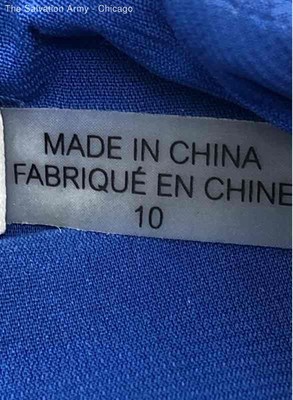 The Salvation Army - Chicago
MADE IN CHINA
FABRIQUÉ EN CHINE
10